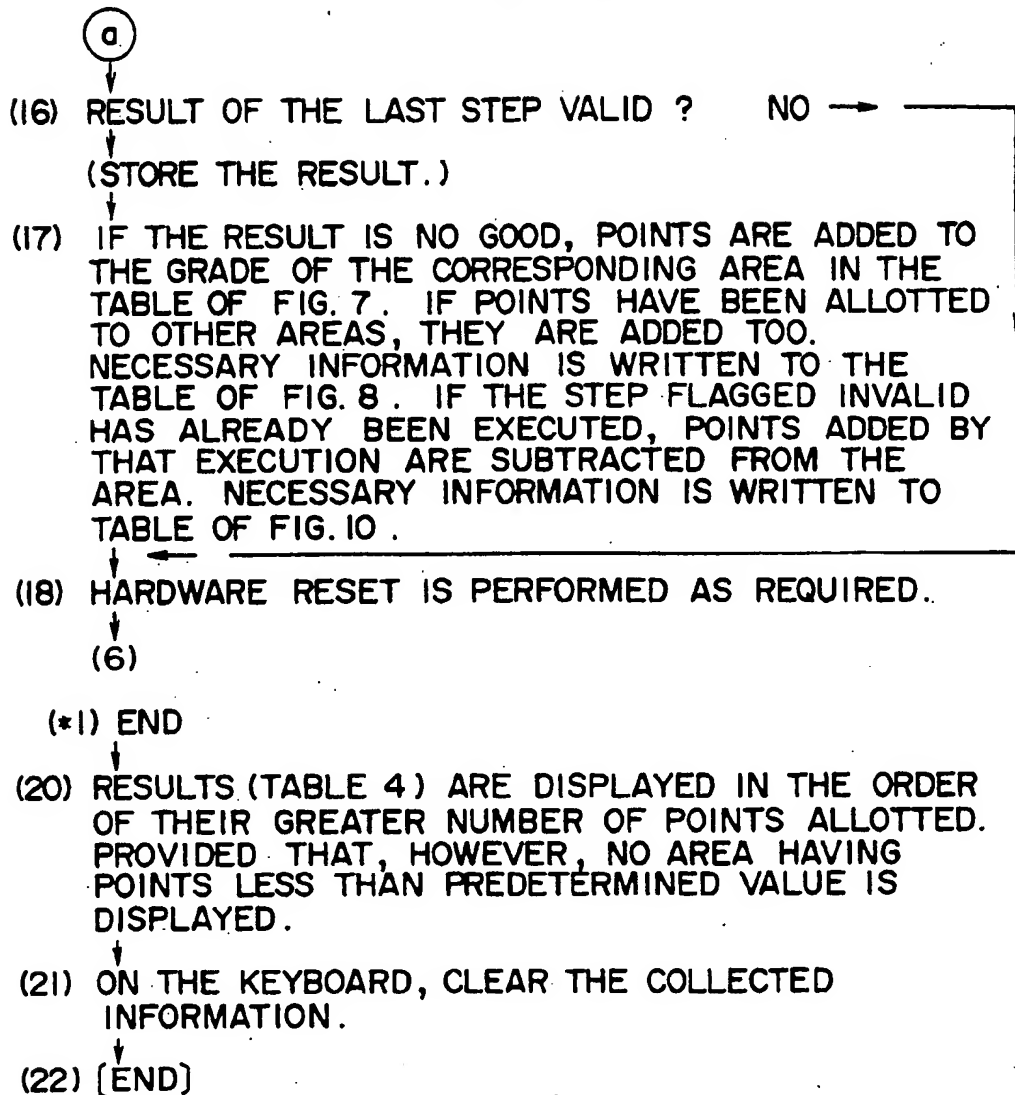 a
(16) RESULT OF THE LAST STEP VALID ? NO
(STORE THE RESULT.)
(17) IF THE RESULT IS NO GOOD, POINTS ARE ADDED TO
THE GRADE OF THE CORRESPONDING AREA IN THE
TABLE OF FIG. 7. IF POINTS HAVE BEEN ALLOTTED
TO OTHER AREAS, THEY ARE ADDED TOO.
NECESSARY INFORMATION IS WRITTEN TO THE
TABLE OF FIG. 8. IF THE STEP FLAGGED INVALID
HAS ALREADY BEEN EXECUTED, POINTS ADDED BY
THAT EXECUTION ARE SUBTRACTED FROM THE
AREA. NECESSARY INFORMATION IS WRITTEN TO
TABLE OF FIG. 10.
(18) HARDWARE RESET IS PERFORMED AS REQUIRED.
(6)
(*1) END
(20) RESULTS (TABLE 4) ARE DISPLAYED IN THE ORDER
OF THEIR GREATER NUMBER OF POINTS ALLOTTED.
PROVIDED THAT, HOWEVER, NO AREA HAVING
POINTS LESS THAN PREDETERMINED VALUE IS
DISPLAYED.
(21) ON THE KEYBOARD, CLEAR THE COLLECTED
INFORMATION.
(22) [END]